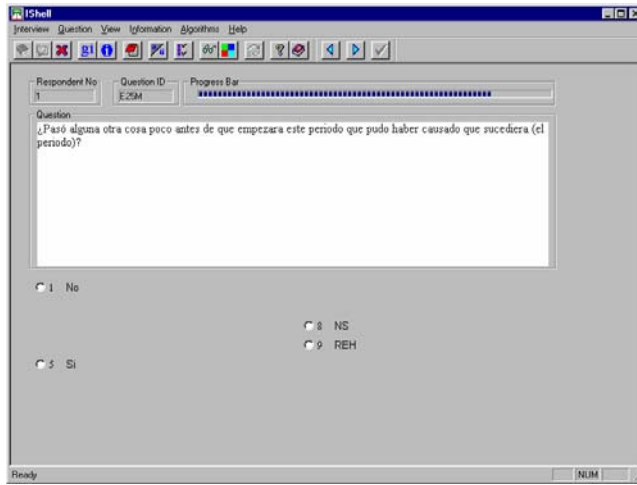 IShell
Interview Question View Information Algorithms Help
Respondent No Question ID Progress Bar
1 E25M
Question
¿Pasó alguna otra cosa poco antes de que empezara este periodo que pudo haber causado que sucediera (el
periodo)?
1 No
8 NS
9 REH
5 Si
Ready NUM